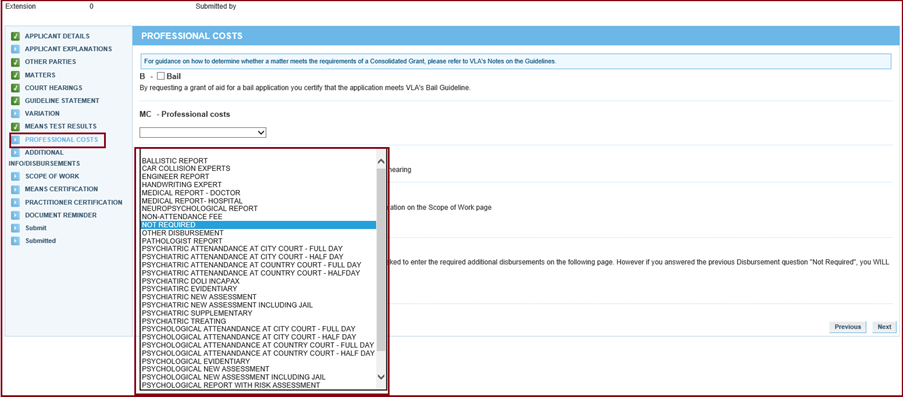 Extension 0 Submitted by
APPLICANT DETAILS
APPLICANT EXPLANATIONS
OTHER PARTIES
MATTERS
COURT HEARINGS
GUIDELINE STATEMENT
VARIATION
MEANS TEST RESULTS
PROFESSIONAL COSTS
ADDITIONAL
INFO/DISBURSEMENTS
SCOPE OF WORK
MEANS CERTIFICATION
PRACTITIONER CERTIFICATION
DOCUMENT REMINDER
Submit
Submitted
PROFESSIONAL COSTS
For guidance on how to determine whether a matter meets the requirements of a Consolidated Grant, please refer to VLA's Notes on the Guidelines.
B - Bail
By requesting a grant of aid for a bail application you certify that the application meets VLA's Bail Guideline.
MC - Professional costs
BALLISTIC REPORT
CAR COLLISION EXPERTS
ENGINEER REPORT
HANDWRITING EXPERT
MEDICAL REPORT - DOCTOR
MEDICAL REPORT- HOSPITAL
NEUROPSYCHOLOGICAL REPORT
NON-ATTENDANCE FEE
NOT REQUIRED
OTHER DISBURSEMENT
PATHOLOGIST REPORT
PSYCHIATRIC ATTENANDANCE AT CITY COURT - FULL DAY
PSYCHIATRIC ATTENANDANCE AT CITY COURT - HALF DAY
PSYCHIATRIC ATTENANDANCE AT COUNTRY COURT - FULL DAY
PSYCHIATRIC ATTENANDANCE AT COUNTRY COURT - HALFDAY
PSYCHIATIRC DOLI INCAPAX
PSYCHIATIRC EVIDENTIARY
PSYCHIATRIC NEW ASSESSMENT
PSYCHIATRIC NEW ASSESSMENT INCLUDING JAIL
PSYCHIATRIC SUPPLEMENTARY
PSYCHIATRIC TREATING
PSYCHOLOGICAL ATTENANDANCE AT CITY COURT - FULL DAY
PSYCHOLOGICAL ATTENANDANCE AT CITY COURT - HALF DAY
PSYCHOLOGICAL ATTENANDANCE AT COUNTRY COURT - FULL DAY
PSYCHOLOGICAL ATTENANDANCE AT COUNTRY COURT - HALF DAY
PSYCHOLOGICAL EVIDENTIARY
PSYCHOLOGICAL NEW ASSESSMENT
PSYCHOLOGICAL NEW ASSESSMENT INCLUDING JAIL
PSYCHOLOGICAL REPORT WITH RISK ASSESSMENT
hearing
ation on the Scope of Work page
ked to enter the required additional disbursements on the following page. However if you answered the previous Disbursement question "Not Required", you WILL
Previous Next